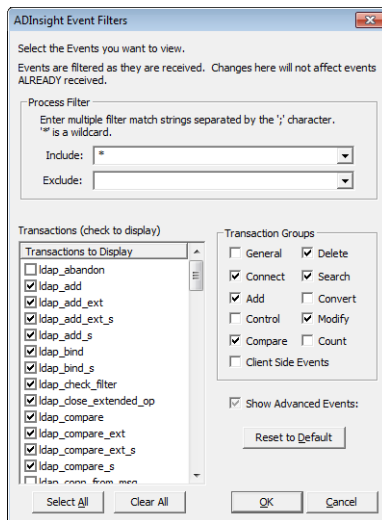 ADInsight Event Filters
Select the Events you want to view.
Events are filtered as they are received. Changes here will not affect events
ALREADY received.
Process Filter
Enter multiple filter match strings separated by the ';' character.
'*' is a wildcard.
Include: *
Exclude:
Transactions (check to display)
Transactions to Display
ldap_abandon
ldap_add
ldap_add_ext
ldap_add_ext_s
ldap_add_s
ldap_bind
ldap_bind_s
ldap_check_filter
ldap_close_extended_op
ldap_compare
ldap_compare_ext
ldap_compare_ext_s
ldap_compare_s
ldap_conn_from_msg
Transaction Groups
General Delete
Connect Search
Add Convert
Control Modify
Compare Count
Client Side Events
Show Advanced Events:
Reset to Default
Select All Clear All OK Cancel